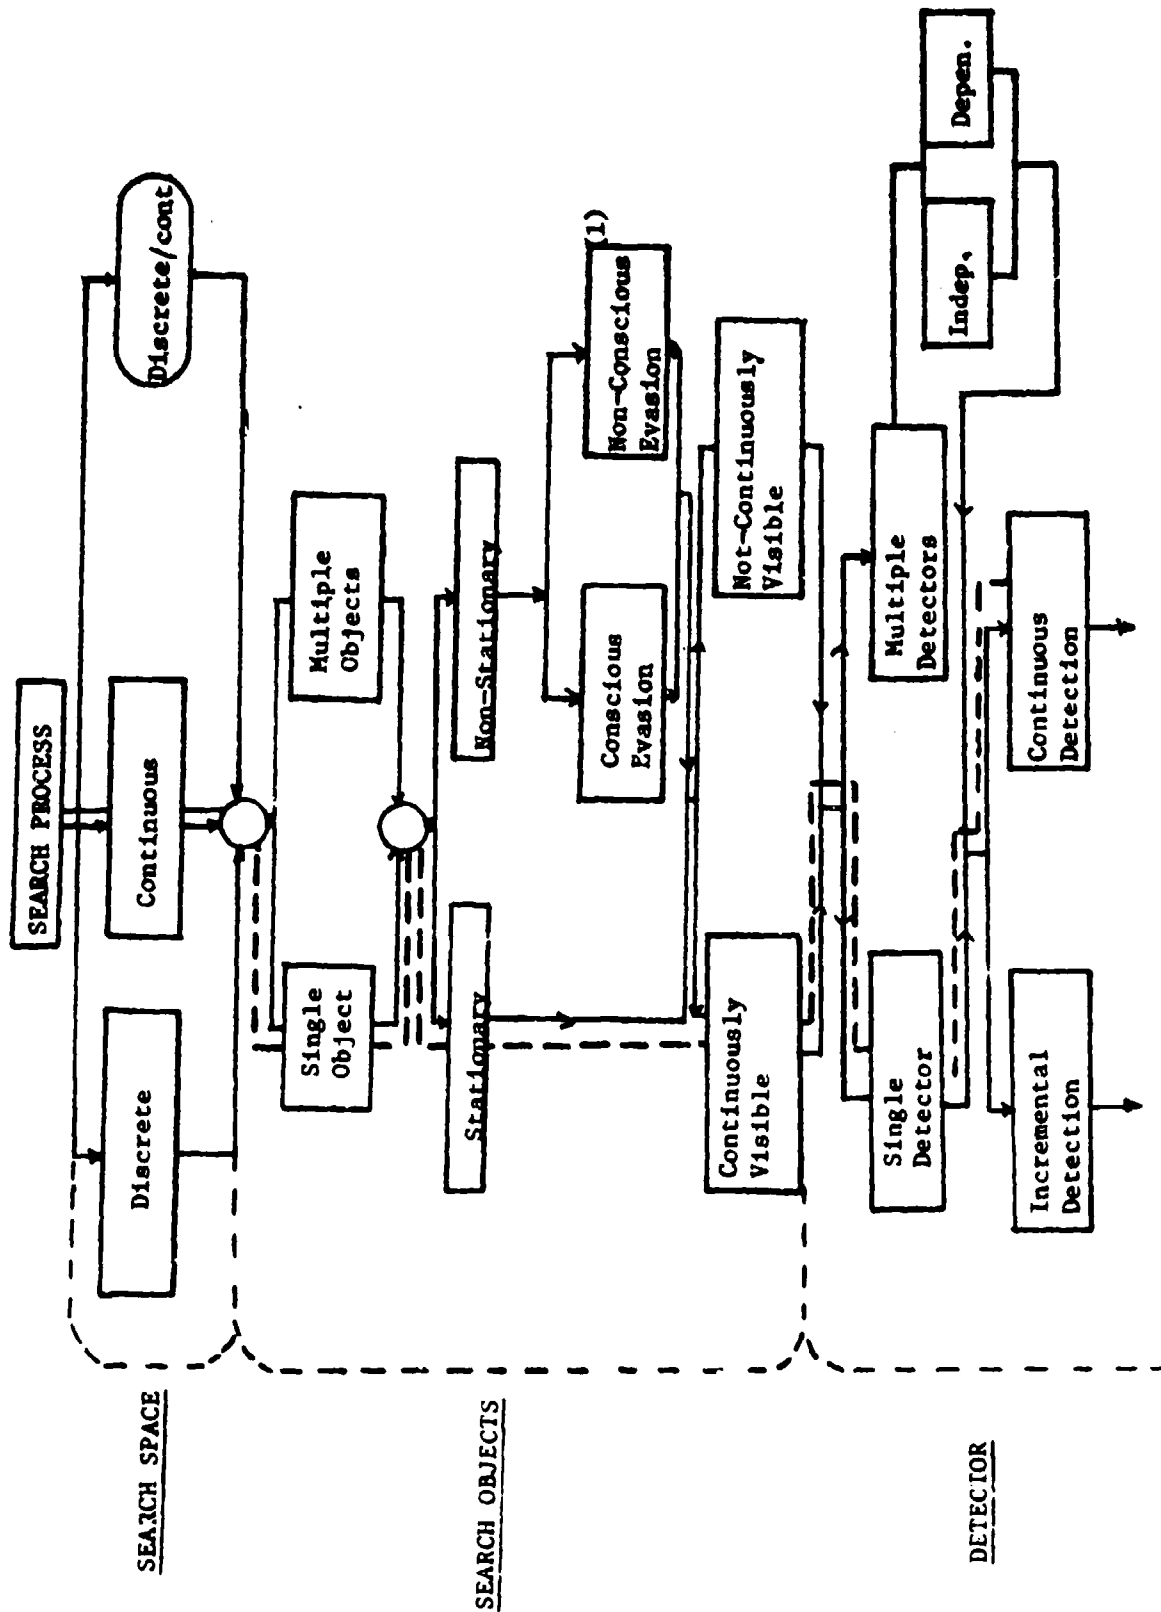 SEARCH PROCESS
SEARCH SPACE
Discrete
Continuous
Discrete/cont
SEARCH OBJECTS
Single
Object
Multiple
Objects
Stationary
Non-Stationary
Conscious
Evasion
Non-Conscious
Evasion
(1)
Continuously
Visible
Not-Continuously
Visible
DETECTOR
Single
Detector
Multiple
Detectors
Indep.
Depen.
Incremental
Detection
Continuous
Detection